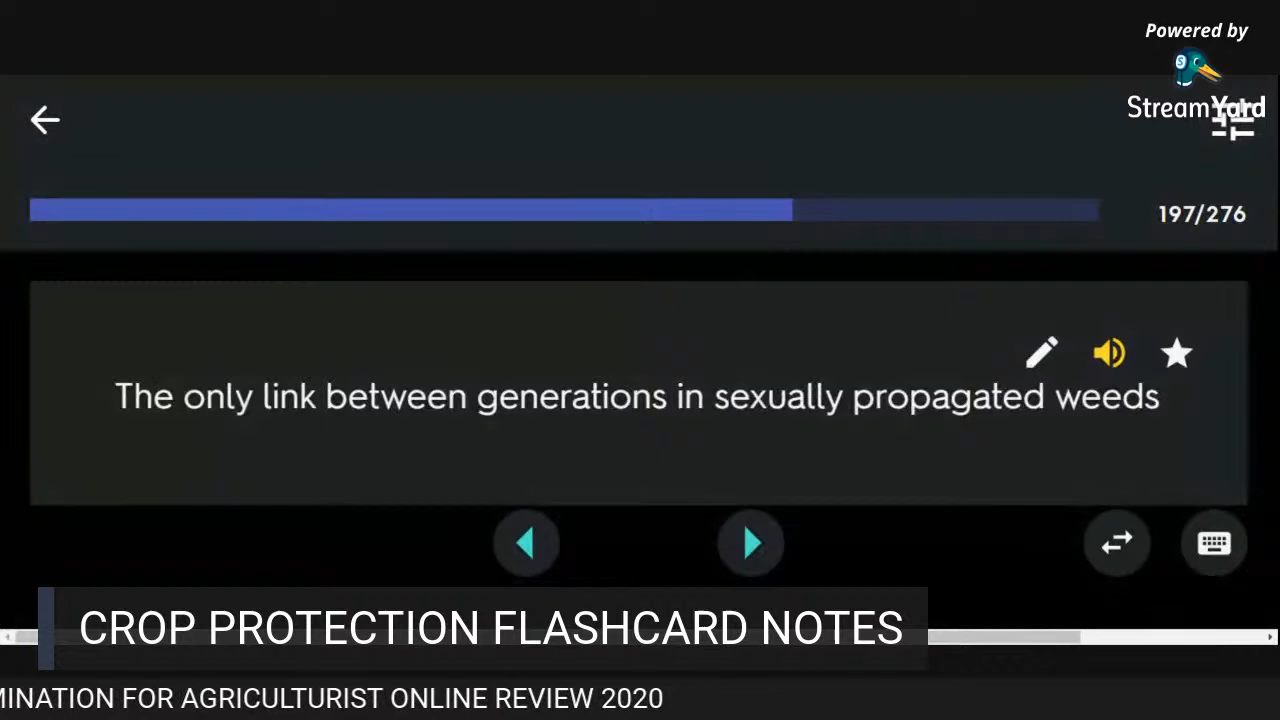 Powered by
StreamYard
197/276
The only link between generations in sexually propagated weeds
CROP PROTECTION FLASHCARD NOTES
MINATION FOR AGRICULTURIST ONLINE REVIEW 2020